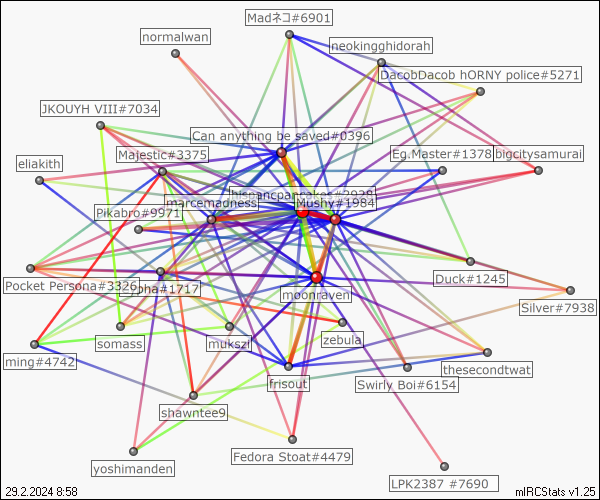 Madネコ#6901
normalwan
neokingghidorah
DacobDacob hORNY police#5271
JKOUYH VIII#7034
Can anything be saved#0396
Majestic#3375
Eg.Master#1378
bigcitysamurai
eliakith
marcemadness
Mushy#1984
Pikabro#9971
Pocket Persona#3326
#1717
Duck#1245
moonraven
Silver#7938
somass
mukszi
zebula
ming#4742
frisout
thesecondtwat
Swirly Boi#6154
shawntee9
Fedora Stoat#4479
yoshimanden
LPK2387 #7690
29.2.2024 8:58
mIRCStats v1.25